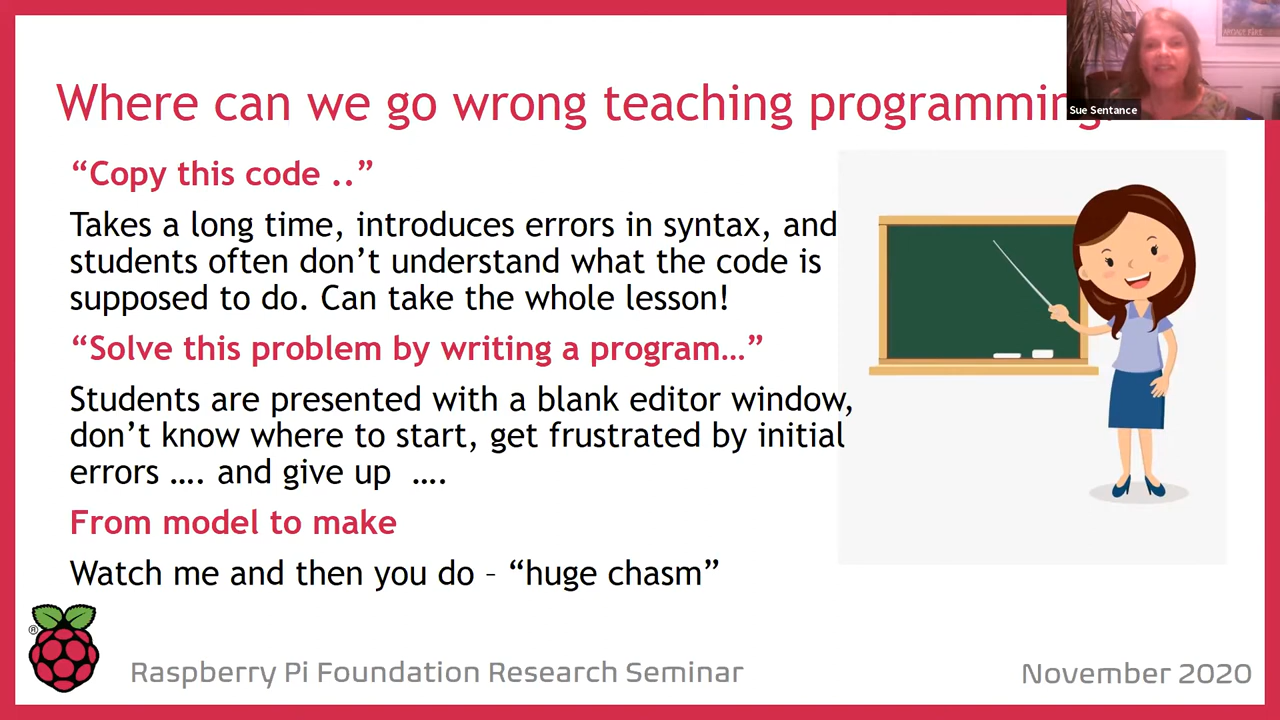 Where can we go wrong teaching programming
Sue Sentance
“Copy this code ..”
Takes a long time, introduces errors in syntax, and
students often don’t understand what the code is
supposed to do. Can take the whole lesson!
“Solve this problem by writing a program…”
Students are presented with a blank editor window,
don’t know where to start, get frustrated by initial
errors …. and give up ….
From model to make
Watch me and then you do – “huge chasm”
®
Raspberry Pi Foundation Research Seminar
November 2020